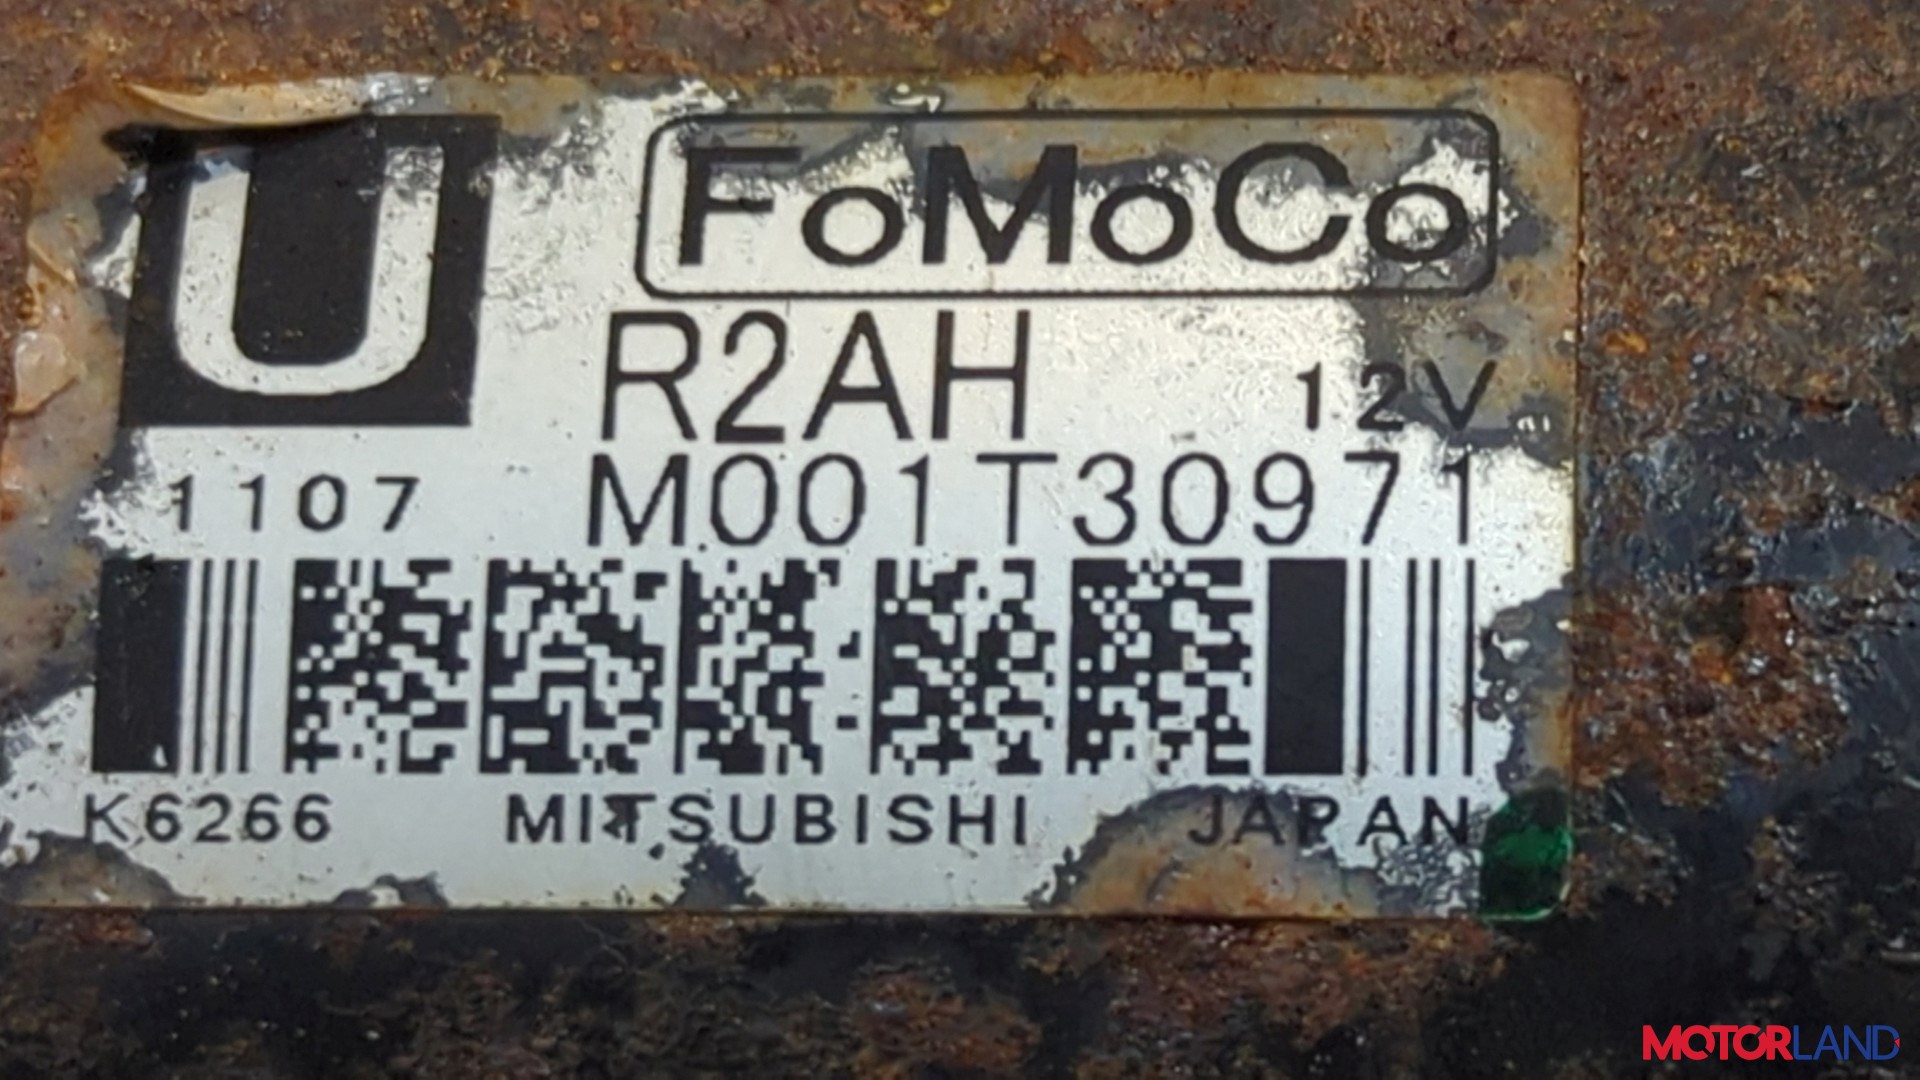 U
FoMoCo
R2AH 12V
1107 M001T30971
K6266 MITSUBISHI JAPAN
MOTORLAND